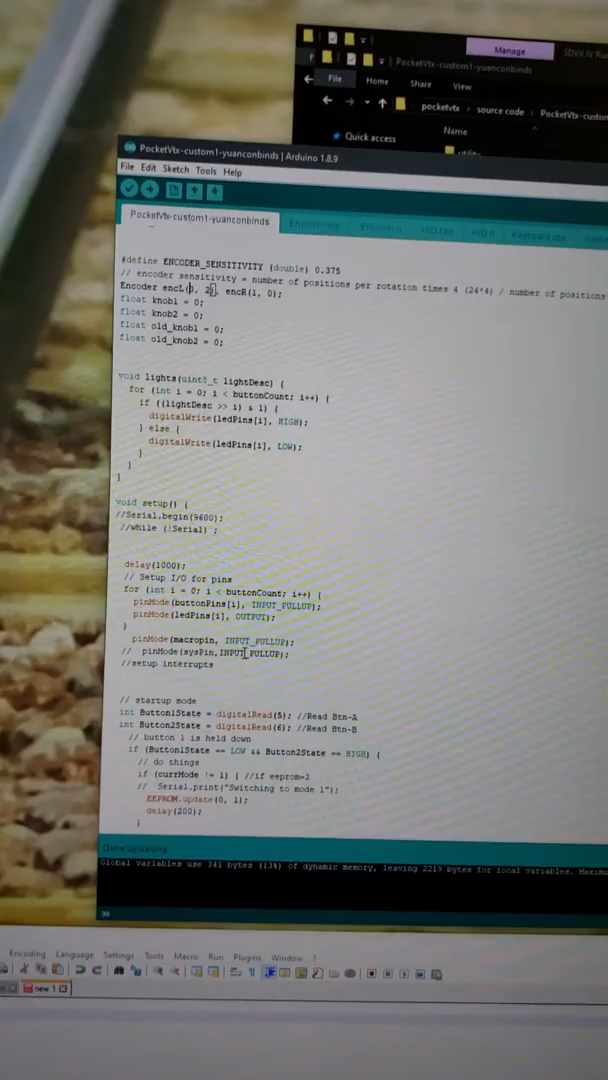 Manage
PocketVtx-custom1-yuanconbinds
File Home Share View
pocketvtx › source code ›
Quick access
Name
PocketVtx-custom1-yuanconbinds | Arduino 1.8.9
File Edit Sketch Tools Help
PocketVtx-custom1-yuanconbinds
#define ENCODER_SENSITIVITY (double) 0.375
// encoder sensitivity = number of positions per rotation times 4 (24*4) / number of positions
Encoder encL(3, 2), encR(1, 0);
float knob1 = 0;
float knob2 = 0;
float old_knob1 = 0;
float old_knob2 = 0;
void lights(uint8_t lightDesc) {
for (int i = 0; i < buttonCount; i++) {
if ((lightDesc >> i) & 1) {
digitalWrite(ledPins[i], HIGH);
} else {
digitalWrite(ledPins[i], LOW);
}
}
}
void setup() {
//Serial.begin(9600);
//while (!Serial) ;
delay(1000);
// Setup I/O for pins
for (int i = 0; i < buttonCount; i++) {
pinMode(buttonPins[i], INPUT_PULLUP);
pinMode(ledPins[i], OUTPUT);
}
pinMode(macropin, INPUT_PULLUP);
// pinMode(sysPin,INPUT_PULLUP);
//setup interrupts
// startup mode
int Button1State = digitalRead(5); //Read Btn-A
int Button2State = digitalRead(6); //Read Btn-B
// button 1 is held down
if (Button1State == LOW && Button2State == HIGH) {
// do things
if (currMode != 1) { //if eeprom=2
// Serial.print("Switching to mode 1");
EEPROM.update(0, 1);
delay(200);
}
Done uploading
Global variables use 341 bytes (13%) of dynamic memory, leaving 2219 bytes for local variables.
Encoding Language Settings Tools Macro Run Plugins Window ?
new 1